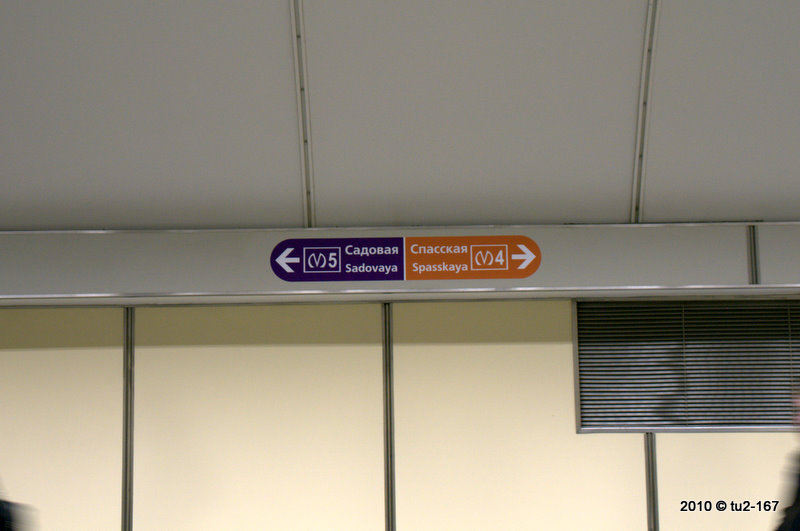 5 Садовая
Sadovaya
Спасская 4
Spasskaya
2010 © tu2-167